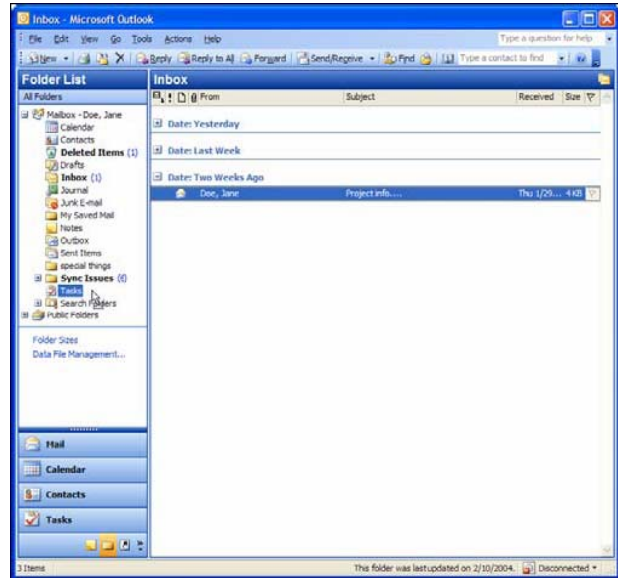 Inbox - Microsoft Outlook
File Edit View Go Tools Actions Help Type a question for help
New Reply Reply to All Forward Send/Receive Find Type a contact to find
Folder List
All Folders
Mailbox - Doe, Jane
Calendar
Contacts
Deleted Items (1)
Drafts
Inbox (1)
Journal
Junk E-mail
My Saved Mail
Notes
Outbox
Sent Items
special things
Sync Issues (6)
Tasks
Search Folders
Public Folders
Folder Sizes
Data File Management...
Mail
Calendar
Contacts
Tasks
Inbox
From Subject Received Size
Date: Yesterday
Date: Last Week
Date: Two Weeks Ago
Doe, Jane Project info.... Thu 1/29... 4 KB
3 Items This folder was last updated on 2/10/2004. Disconnected